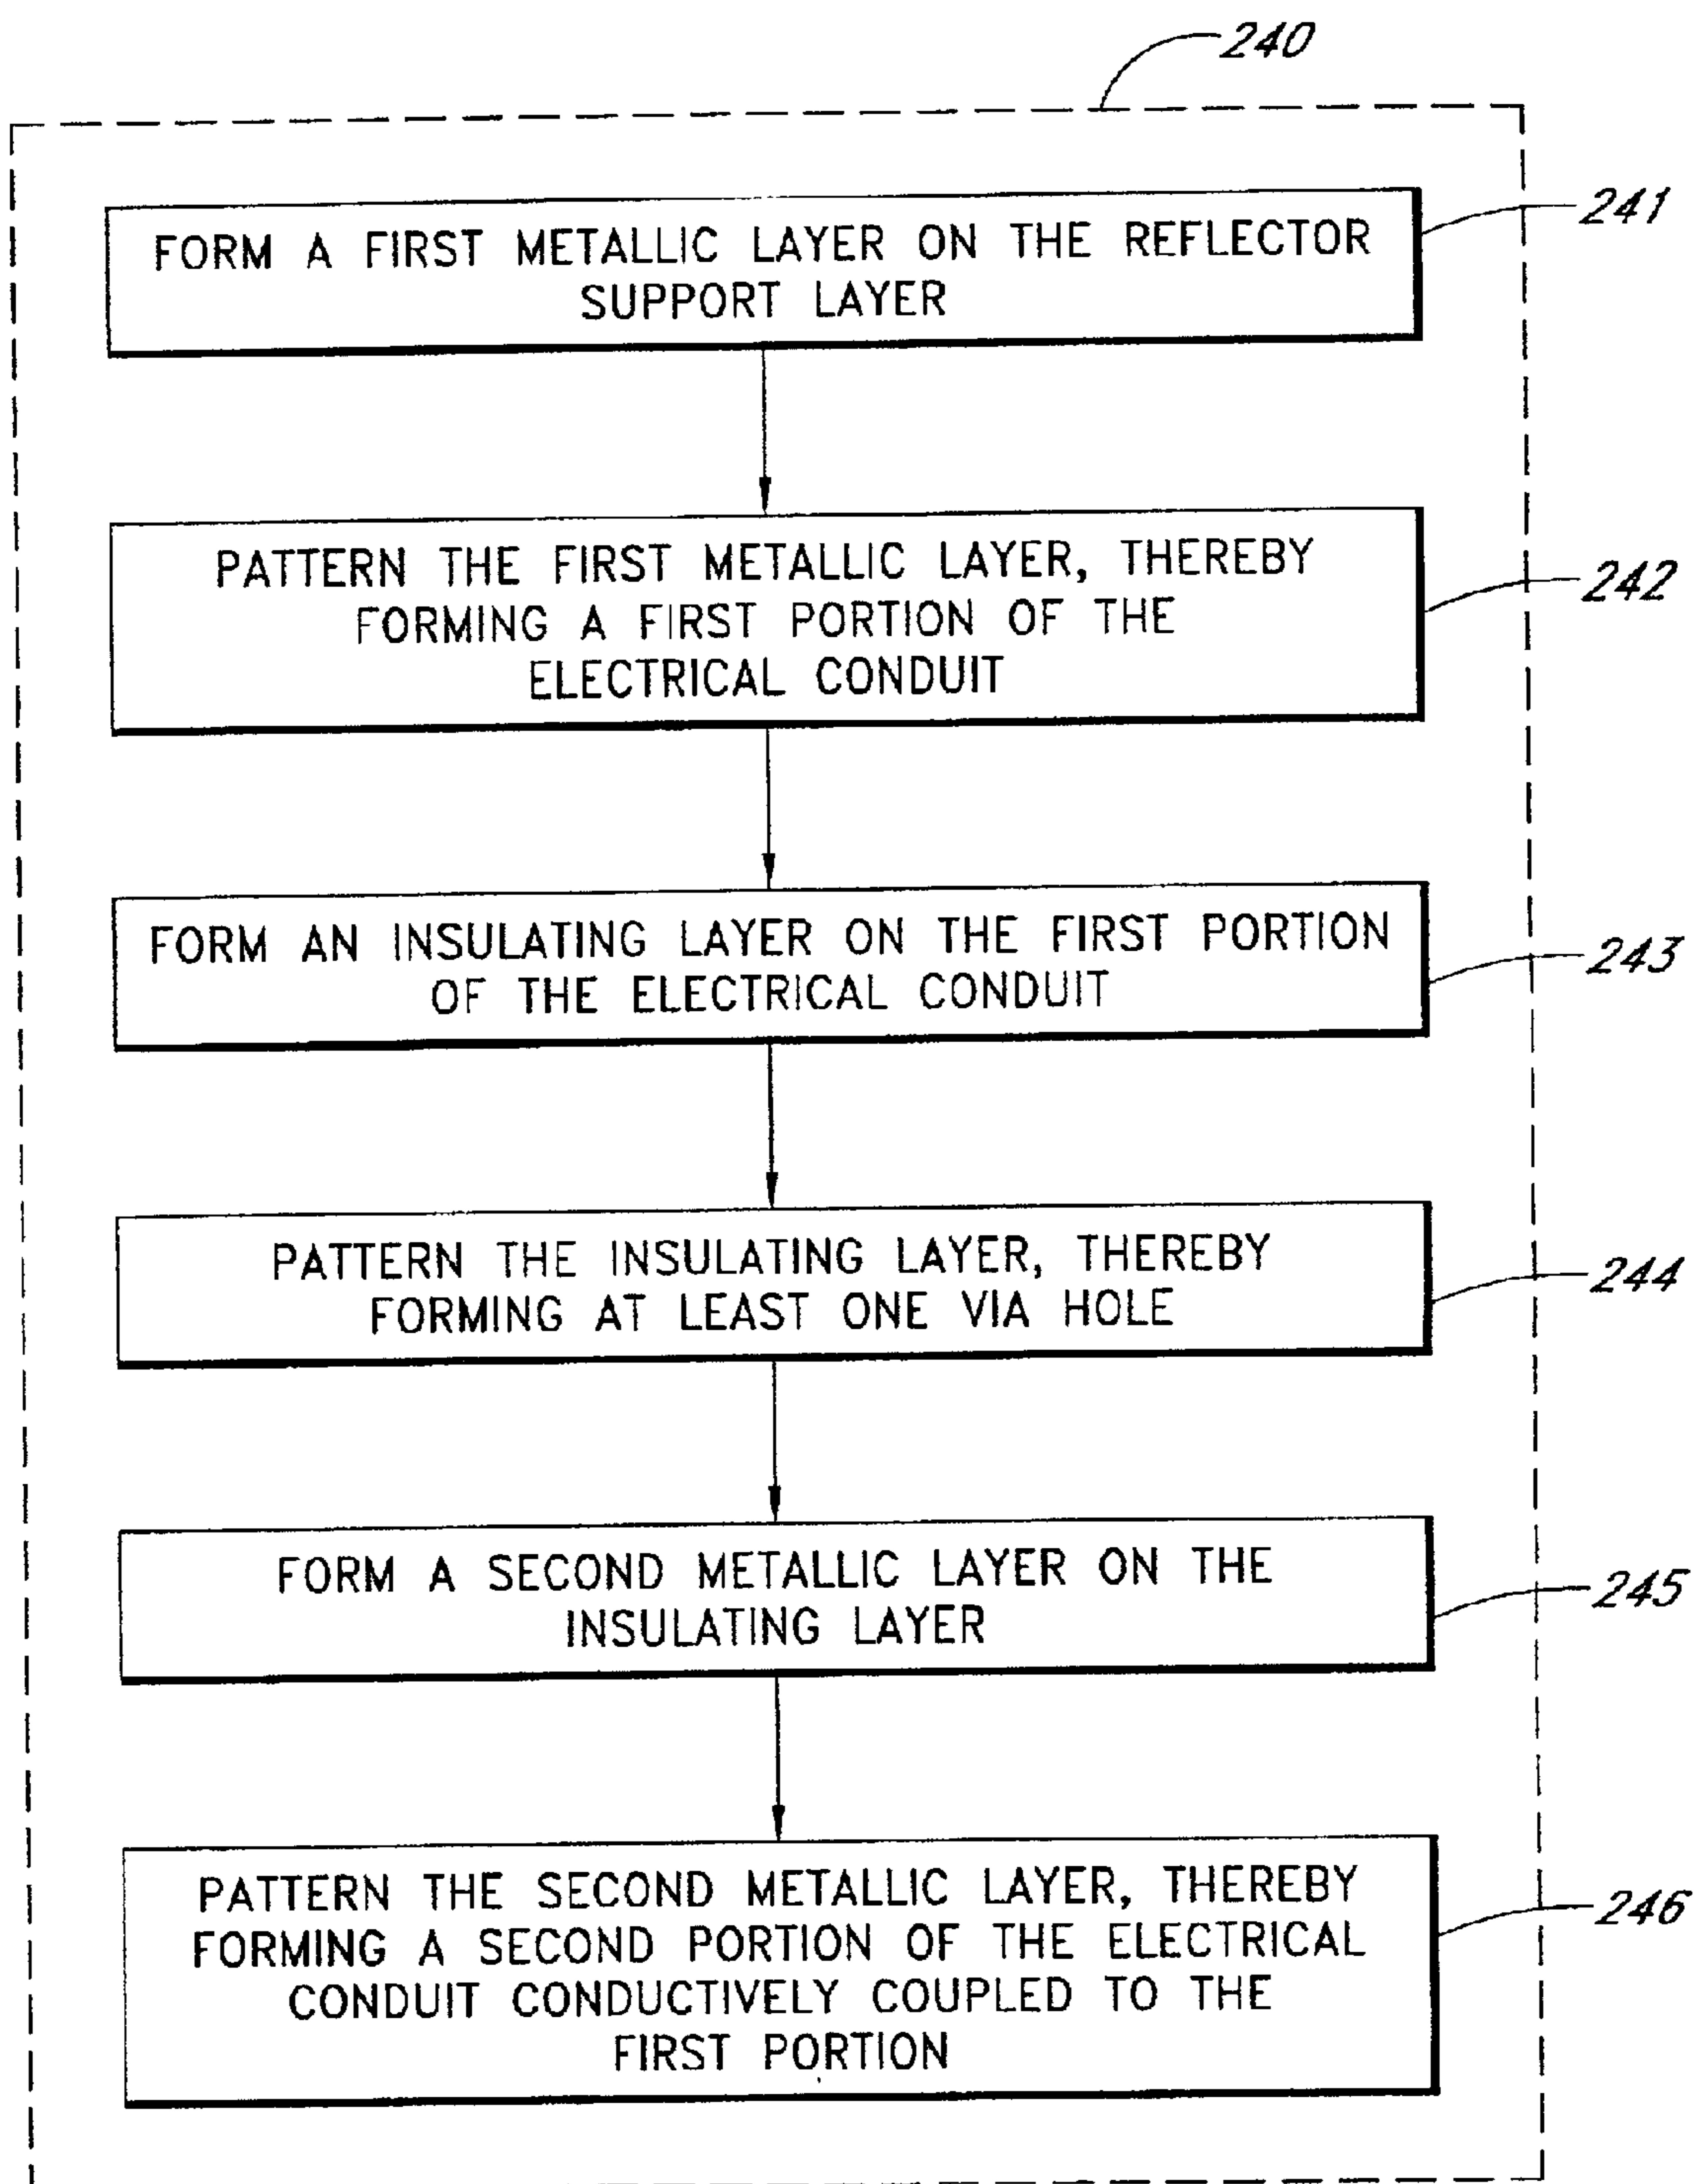 240
FORM A FIRST METALLIC LAYER ON THE REFLECTOR
SUPPORT LAYER
241
PATTERN THE FIRST METALLIC LAYER, THEREBY
FORMING A FIRST PORTION OF THE
ELECTRICAL CONDUIT
242
FORM AN INSULATING LAYER ON THE FIRST PORTION
OF THE ELECTRICAL CONDUIT
243
PATTERN THE INSULATING LAYER, THEREBY
FORMING AT LEAST ONE VIA HOLE
244
FORM A SECOND METALLIC LAYER ON THE
INSULATING LAYER
245
PATTERN THE SECOND METALLIC LAYER, THEREBY
FORMING A SECOND PORTION OF THE ELECTRICAL
CONDUIT CONDUCTIVELY COUPLED TO THE
FIRST PORTION
246